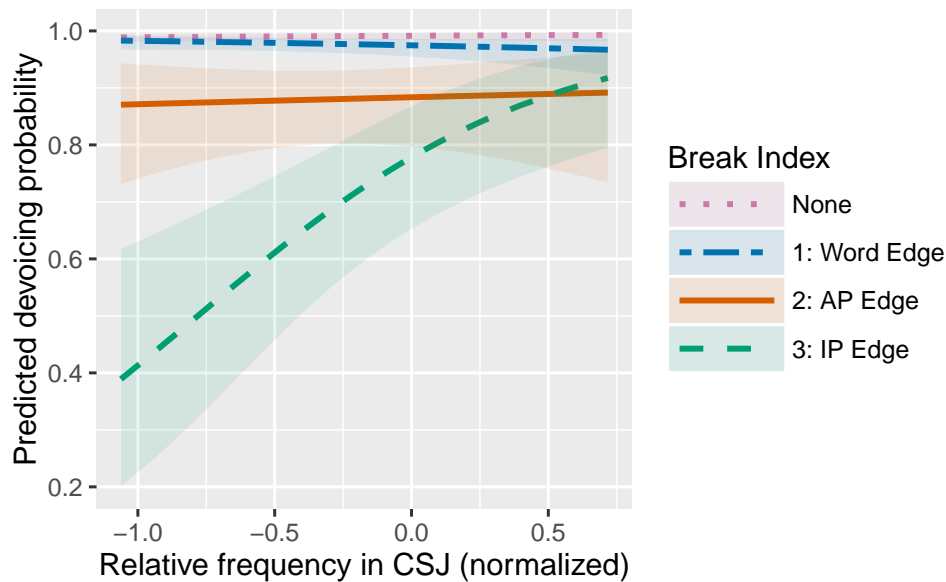 1.0
0.8
0.6
0.4
0.2
Predicted devoicing probability
−1.0
−0.5
0.0
0.5
Relative frequency in CSJ (normalized)
Break Index
None
1: Word Edge
2: AP Edge
3: IP Edge